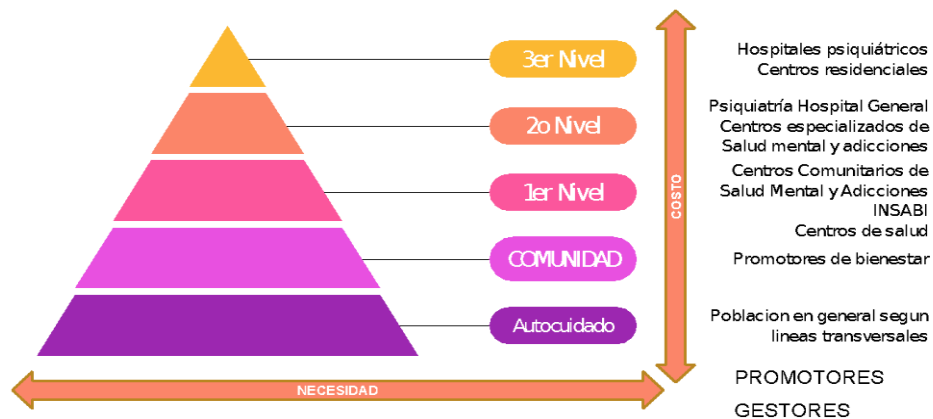 3er Nivel
2o Nivel
1er Nivel
COMUNIDAD
Autocuidado
COSTO
NECESIDAD
Hospitales psiquiátricos
Centros residenciales
Psiquiatría Hospital General
Centros especializados de
Salud mental y adicciones
Centros Comunitarios de
Salud Mental y Adicciones
INSABI
Centros de salud
Promotores de bienestar
Poblacion en general segun
lineas transversales
PROMOTORES
GESTORES